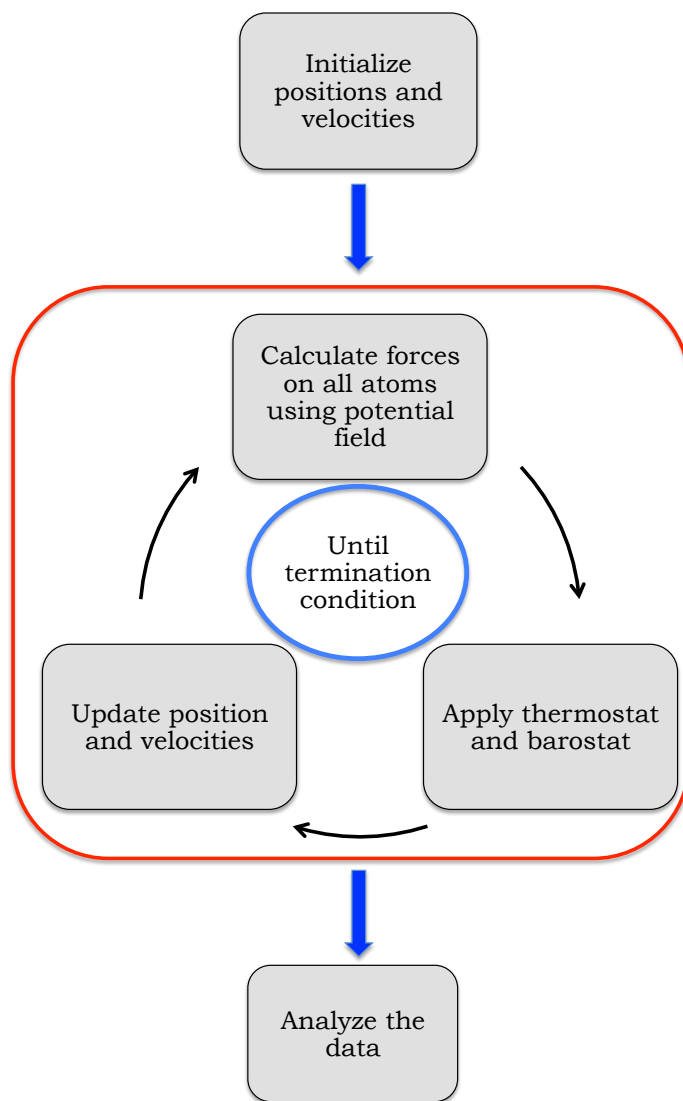 Initialize
positions and
velocities
Calculate forces
on all atoms
using potential
field
Until
termination
condition
Update position
and velocities
Apply thermostat
and barostat
Analyze the
data